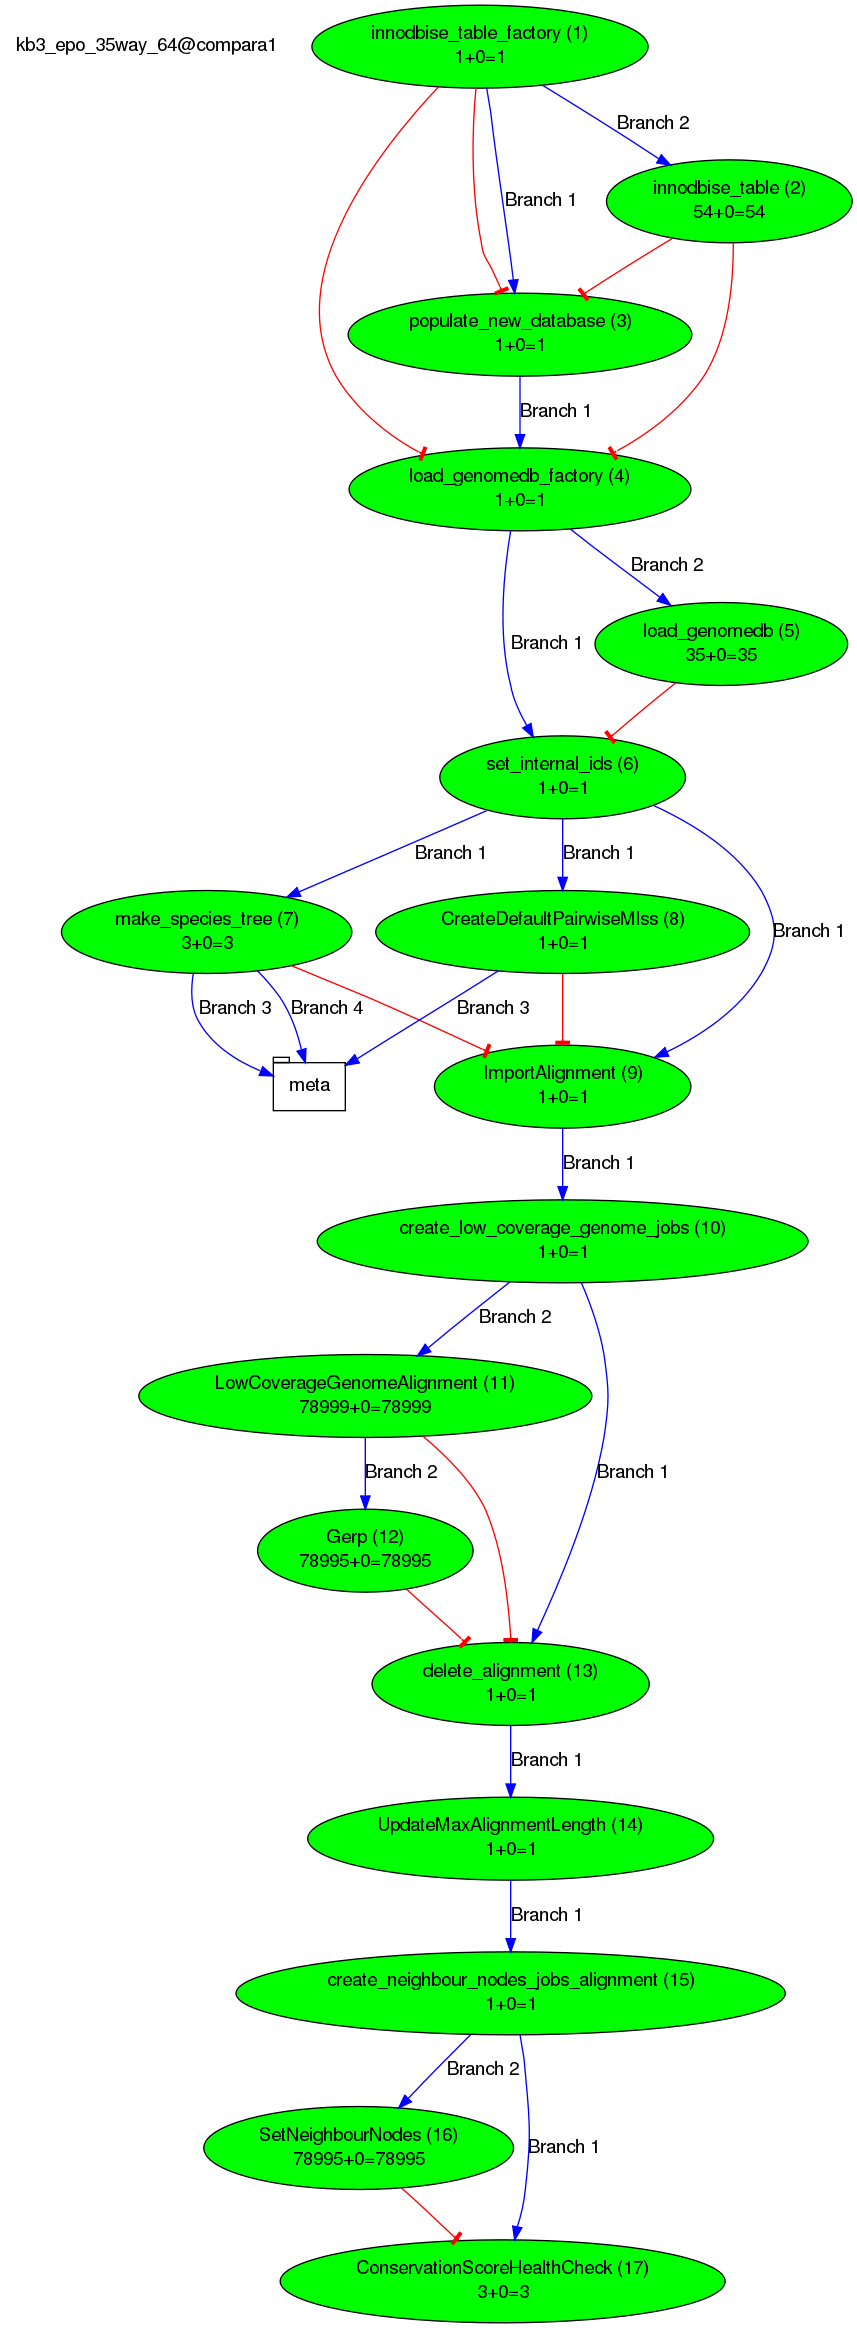 kb3_epo_35way_64@compara1
innodbise_table_factory (1)
1+0=1
Branch 2
innodbise_table (2)
54+0=54
Branch 1
populate_new_database (3)
1+0=1
Branch 1
load_genomedb_factory (4)
1+0=1
Branch 2
load_genomedb (5)
35+0=35
Branch 1
set_internal_ids (6)
1+0=1
Branch 1
Branch 1
Branch 1
make_species_tree (7)
3+0=3
CreateDefaultPairwiseMlss (8)
1+0=1
Branch 3
Branch 4
Branch 3
meta
ImportAlignment (9)
1+0=1
Branch 1
create_low_coverage_genome_jobs (10)
1+0=1
Branch 2
LowCoverageGenomeAlignment (11)
78999+0=78999
Branch 2
Branch 1
Gerp (12)
78995+0=78995
delete_alignment (13)
1+0=1
Branch 1
UpdateMaxAlignmentLength (14)
1+0=1
Branch 1
create_neighbour_nodes_jobs_alignment (15)
1+0=1
Branch 2
SetNeighbourNodes (16)
78995+0=78995
Branch 1
ConservationScoreHealthCheck (17)
3+0=3